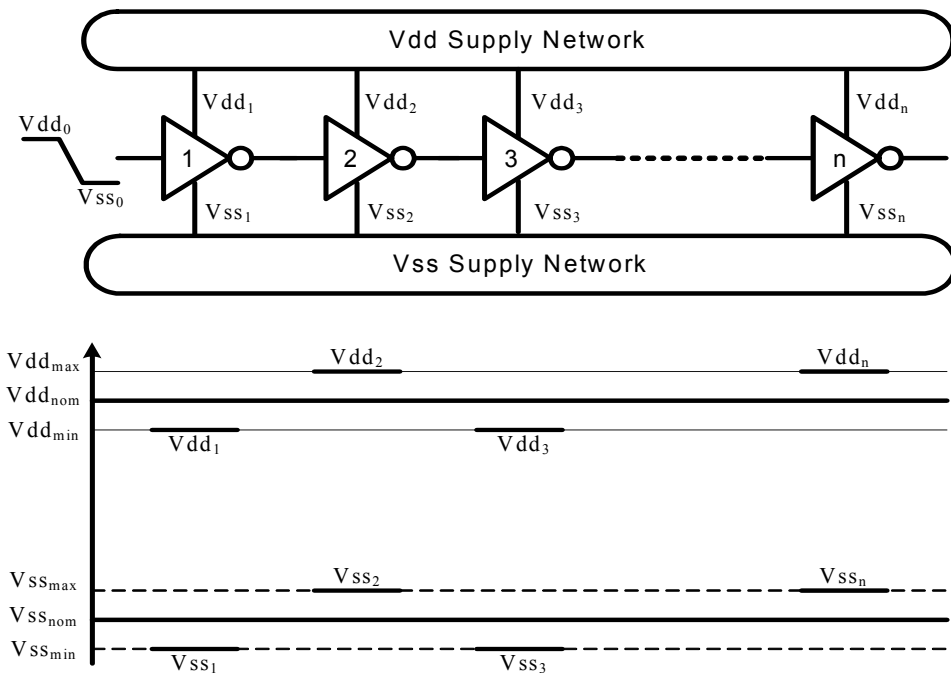 Vdd Supply Network
Vdd₁ Vdd₂ Vdd₃ Vddₙ
Vdd₀
1 2 3 n
Vss₀
Vss₁ Vss₂ Vss₃ Vssₙ
Vss Supply Network
Vddmax Vdd₂ Vddₙ
Vddnom
Vddmin Vdd₁ Vdd₃
Vssmax Vss₂ Vssₙ
Vssnom
Vssmin Vss₁ Vss₃